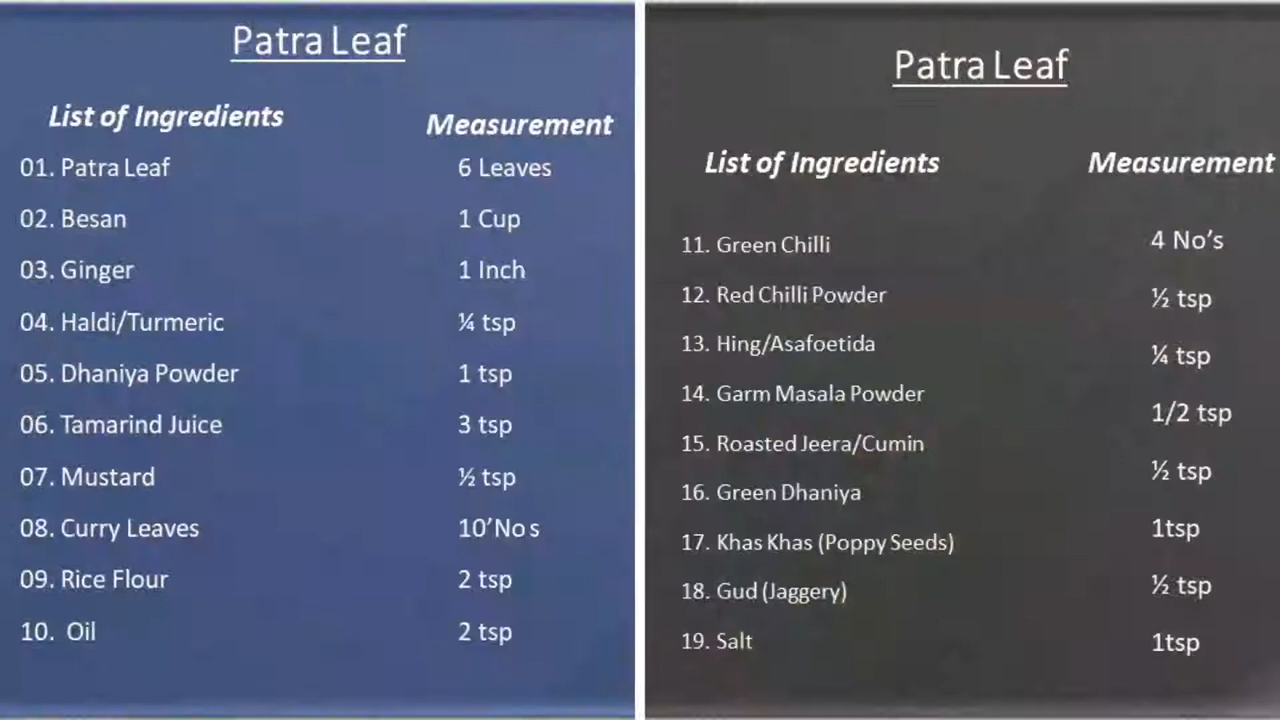 Patra Leaf
List of Ingredients Measurement
01. Patra Leaf 6 Leaves
02. Besan 1 Cup
03. Ginger 1 Inch
04. Haldi/Turmeric ¼ tsp
05. Dhaniya Powder 1 tsp
06. Tamarind Juice 3 tsp
07. Mustard ½ tsp
08. Curry Leaves 10’No s
09. Rice Flour 2 tsp
10. Oil 2 tsp
Patra Leaf
List of Ingredients Measurement
11. Green Chilli
12. Red Chilli Powder
13. Hing/Asafoetida
14. Garm Masala Powder
15. Roasted Jeera/Cumin
16. Green Dhaniya
17. Khas Khas (Poppy Seeds)
18. Gud (Jaggery)
19. Salt
4 No’s
½ tsp
¼ tsp
1/2 tsp
½ tsp
1tsp
½ tsp
1tsp